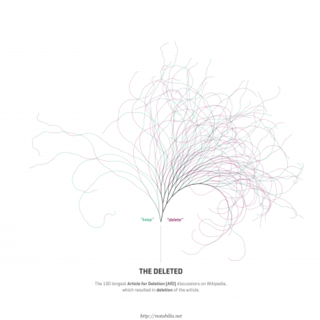 "keep" "delete"
THE DELETED
The 100 longest Article for Deletion (AfD) discussions on Wikipedia,
which resulted in deletion of the article.
http://notabilia.net